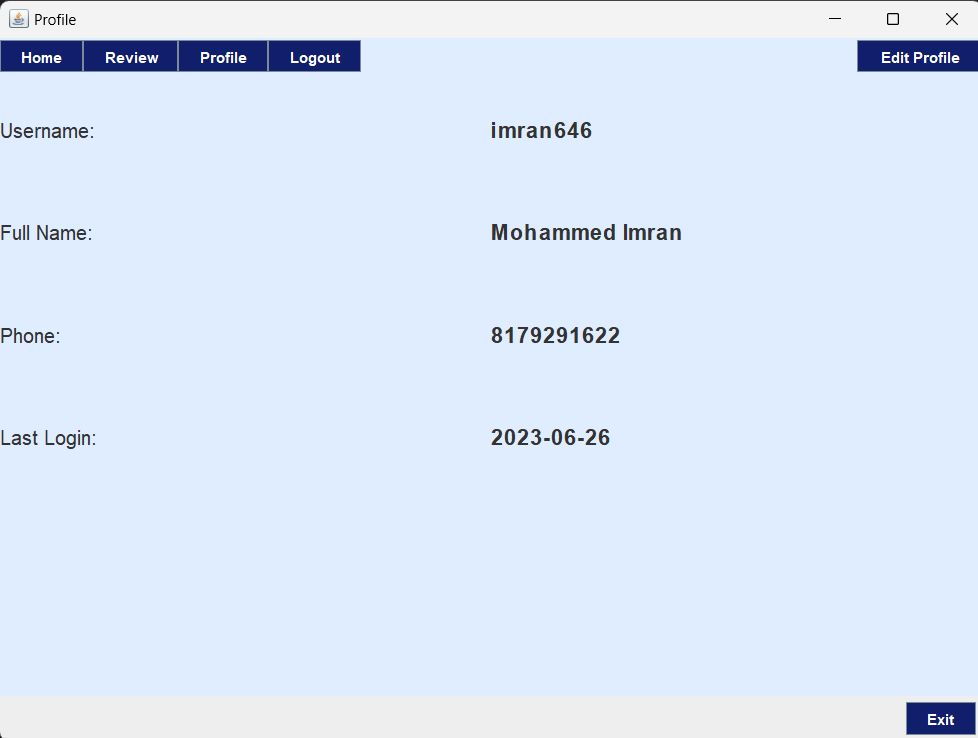 Profile
Home Review Profile Logout Edit Profile
Username: imran646
Full Name: Mohammed Imran
Phone: 8179291622
Last Login: 2023-06-26
Exit